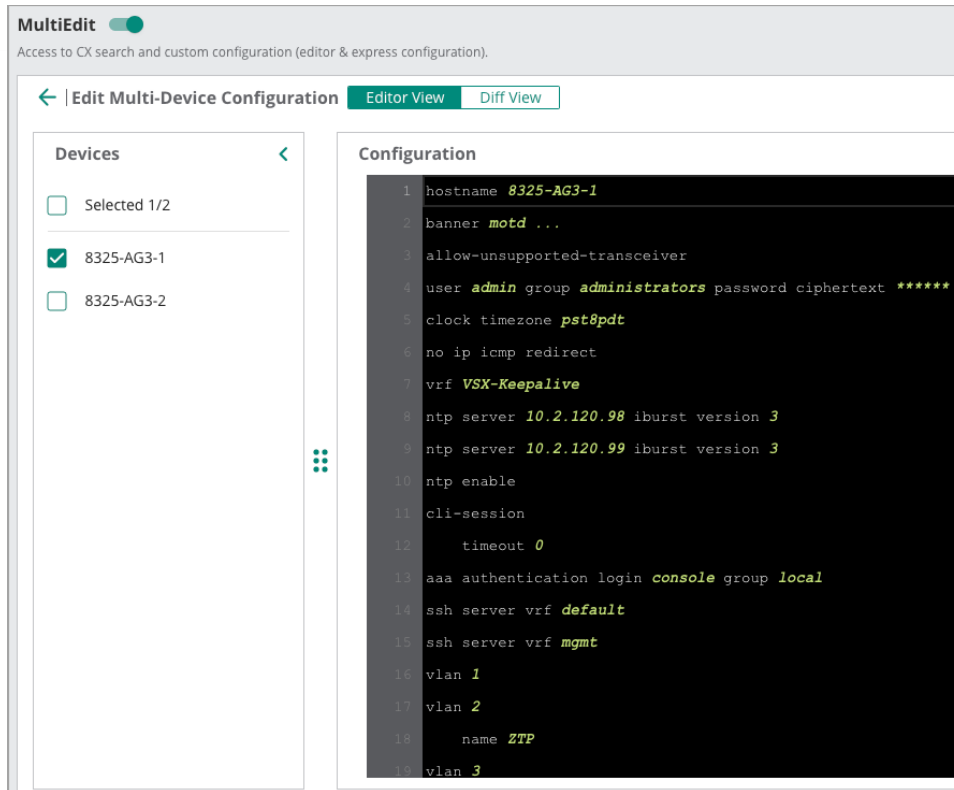 MultiEdit
Access to CX search and custom configuration (editor & express configuration).
Edit Multi-Device Configuration Editor View Diff View
Devices
Selected 1/2
8325-AG3-1
8325-AG3-2
Configuration
1 hostname 8325-AG3-1
2 banner motd ...
3 allow-unsupported-transceiver
4 user admin group administrators password ciphertext ******
5 clock timezone pst8pdt
6 no ip icmp redirect
7 vrf VSX-Keepalive
8 ntp server 10.2.120.98 iburst version 3
9 ntp server 10.2.120.99 iburst version 3
10 ntp enable
11 cli-session
12 timeout 0
13 aaa authentication login console group local
14 ssh server vrf default
15 ssh server vrf mgmt
16 vlan 1
17 vlan 2
18 name ZTP
19 vlan 3